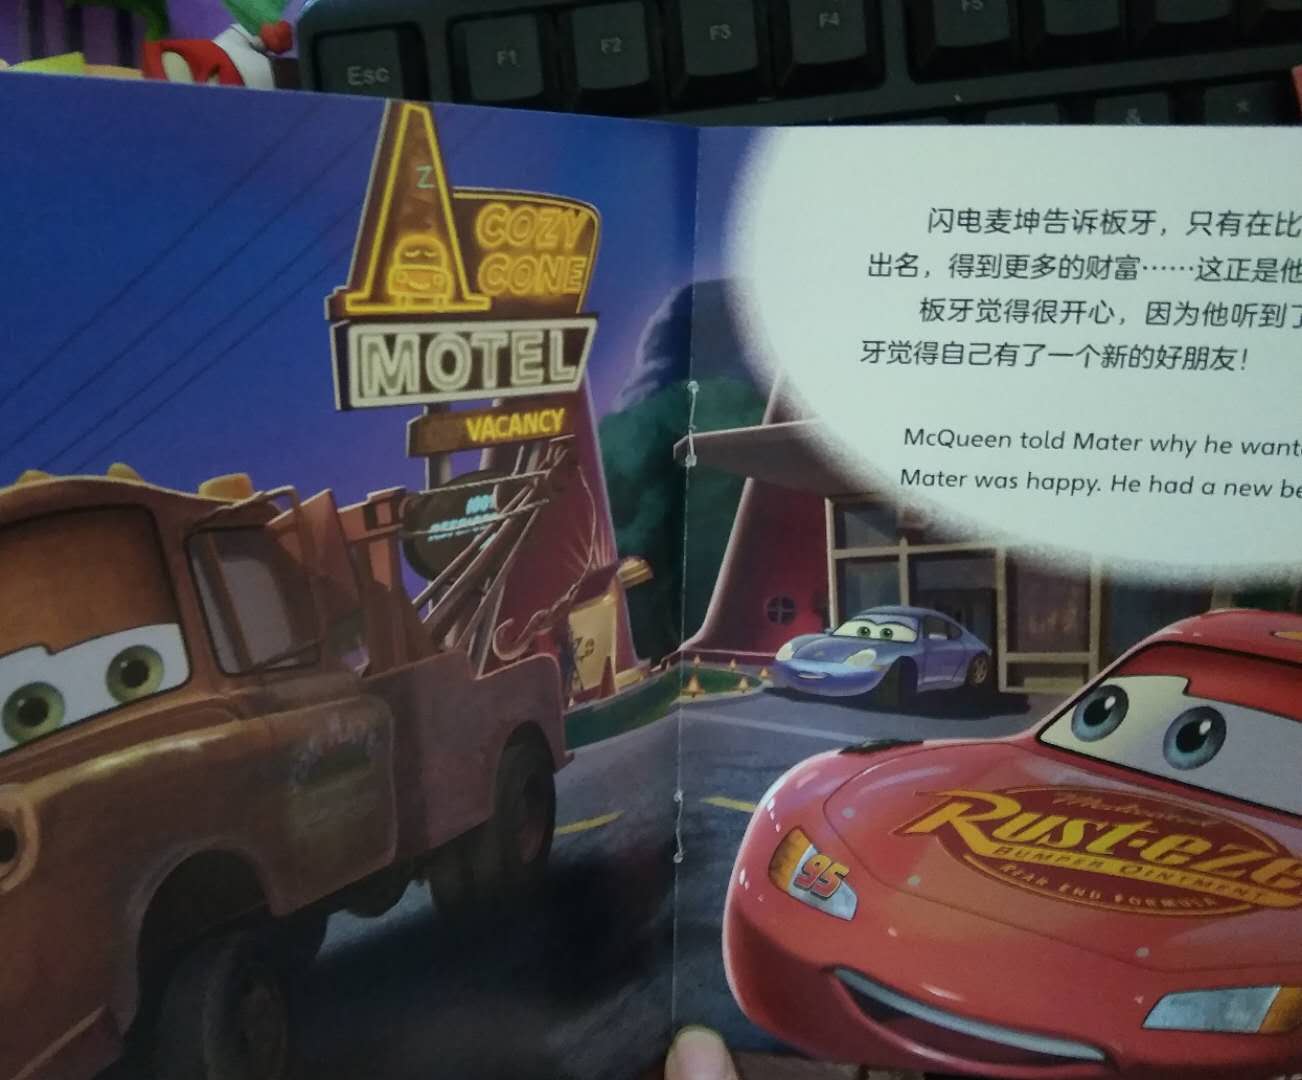 Esc
F1
F2
F3
F4
F5
&
*
Z
COZY
CONE
MOTEL
VACANCY
100%
闪电麦坤告诉板牙，只有在比
出名，得到更多的财富……这正是他
板牙觉得很开心，因为他听到了
牙觉得自己有了一个新的好朋友！
McQueen told Mater why he
Mater was happy. He had a new
Rust-eze
BUMPER OINTMENT
REAR END FORMULA
95